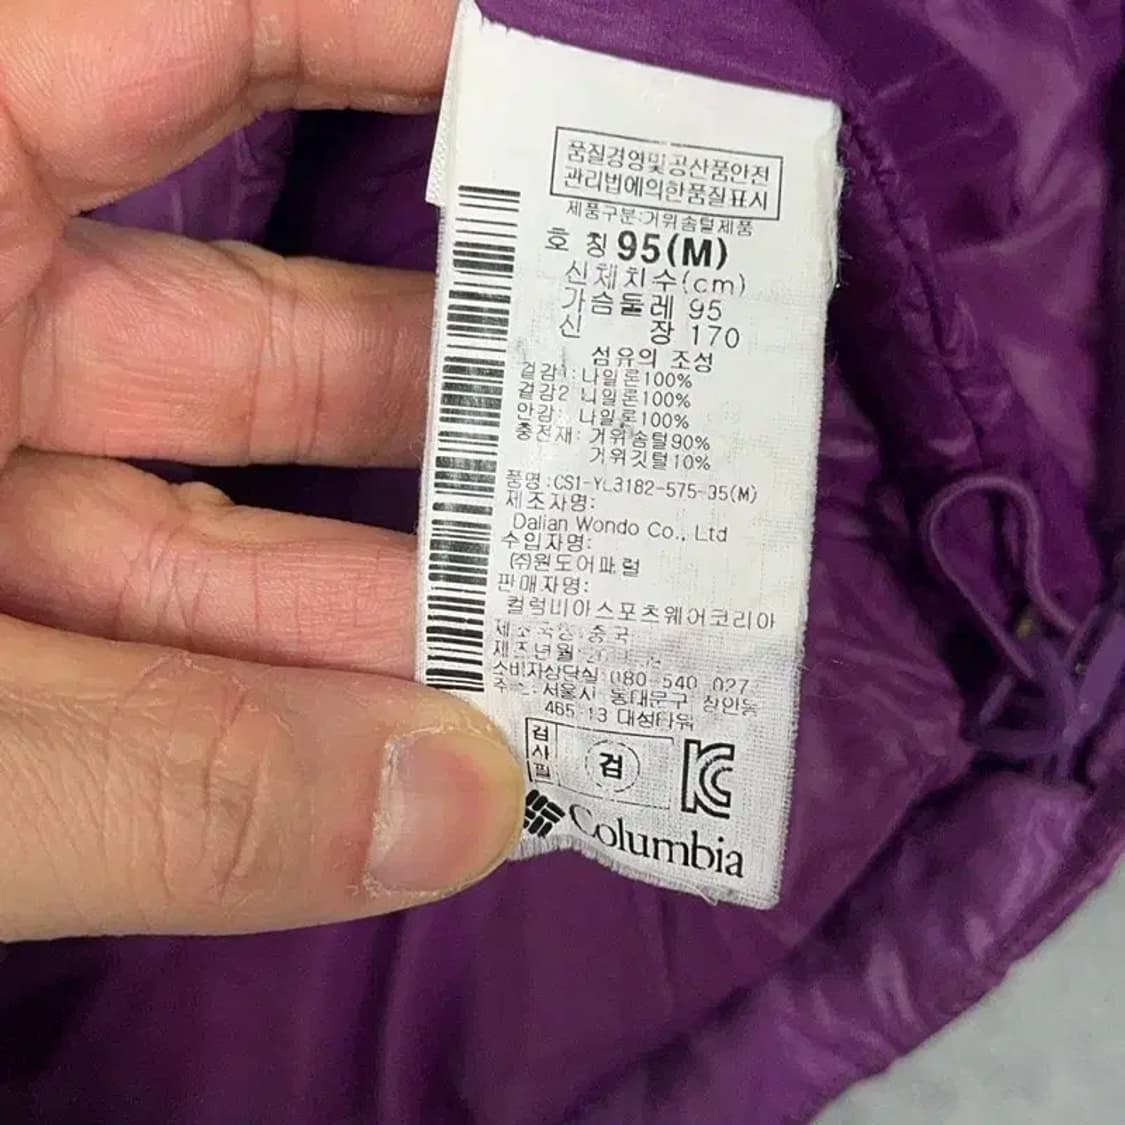 품질경영및공산품안전
관리법에의한품질표시
제품구분:거위솜털제품
호 칭 95(M)
신체치수(cm)
가슴둘레 95
신 장 170
섬유의 조성
겉감1: 나일론100%
겉감2 나일론100%
안감: 나일론100%
충전재: 거위솜털90%
거위깃털10%
품명:CS1-YL3182-575-95(M)
제조자명:
Dalian Wondo Co., Ltd
수입자명:
(주)원도어패럴
판매자명:
컬럼비아스포츠웨어코리아
제조국명:중국
제조년월:
소비자상담실:080 540
주소:서울시 동대문구 장안동
465-13 대성타워
검사필
검
KC
Columbia